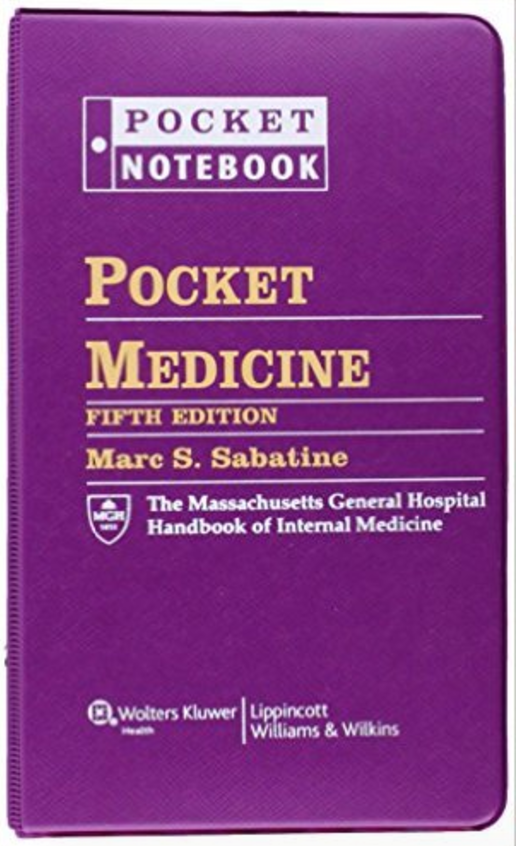 POCKET
NOTEBOOK
POCKET
MEDICINE
FIFTH EDITION
Marc S. Sabatine
MGH
The Massachusetts General Hospital
Handbook of Internal Medicine
Wolters Kluwer
Health
Lippincott
Williams & Wilkins